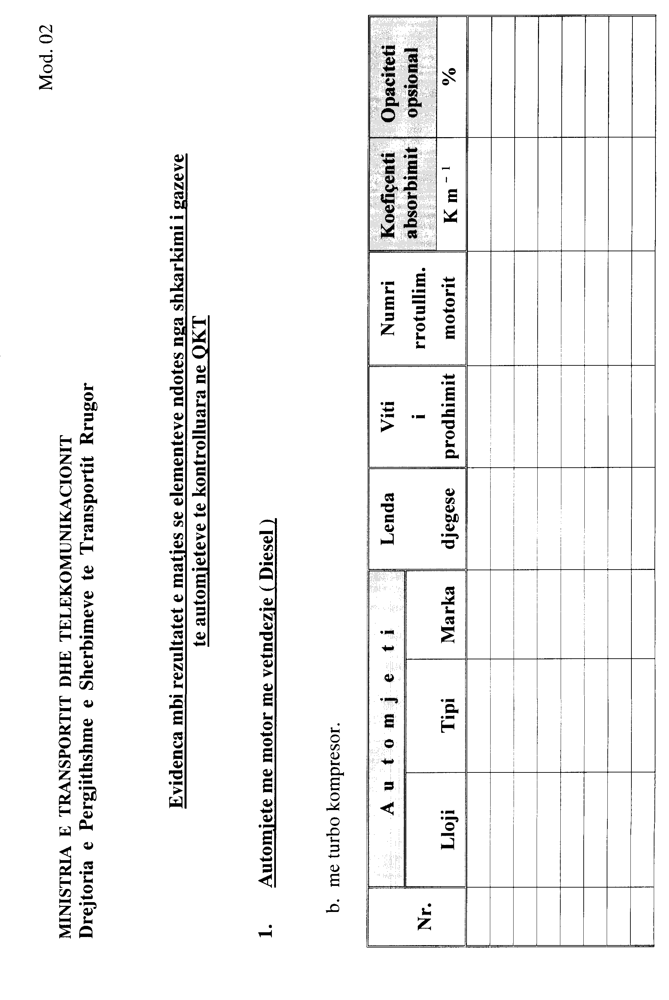 Mod. 02
MINISTRIA E TRANSPORTIT DHE TELEKOMUNIKACIONIT
Drejtoria e Pergjithshme e Sherbimeve te Transportit Rrugor
Evidenca mbi rezultatet e matjes se elementeve ndotes nga shkarkimi i gazeve
te automjeteve te kontrolluara ne QKT
1. Automjete me motor me vetndezje ( Diesel )
b. me turbo kompresor.
Nr.
A u t o m j e t i
Lloji
Tipi
Marka
Lenda
djegese
Viti
i
prodhimit
Numri
rrotullim.
motorit
Koefiçenti
absorbimit
K m – 1
Opaciteti
opsional
%